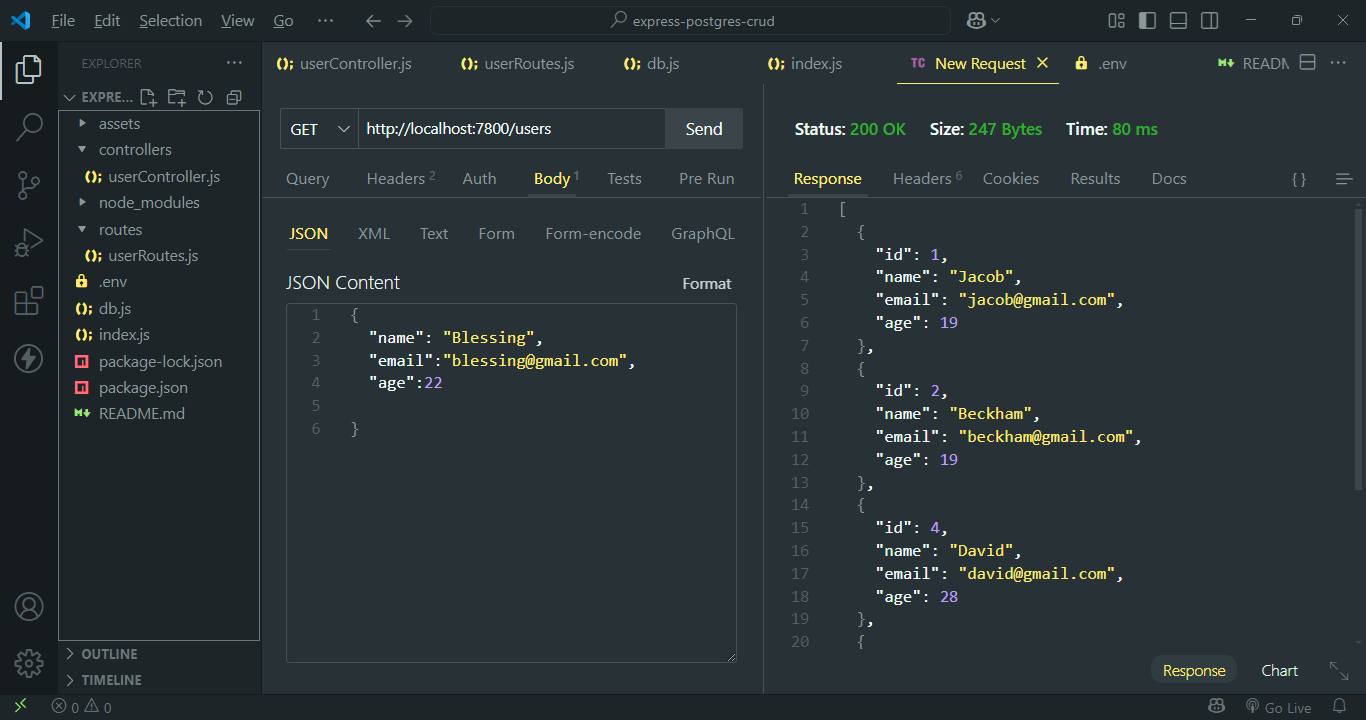 File Edit Selection View Go ··· express-postgres-crud
EXPLORER ···
userController.js userRoutes.js db.js index.js TC New Request .env READM ···
EXPRE...
assets
controllers
userController.js
node_modules
routes
userRoutes.js
.env
db.js
index.js
package-lock.json
package.json
README.md
OUTLINE
TIMELINE
GET http://localhost:7800/users Send
Query Headers 2 Auth Body 1 Tests Pre Run
JSON XML Text Form Form-encode GraphQL
JSON Content Format
1 {
2 "name": "Blessing",
3 "email":"blessing@gmail.com",
4 "age":22
5
6 }
Status: 200 OK Size: 247 Bytes Time: 80 ms
Response Headers 6 Cookies Results Docs { }
1 [
2 {
3 "id": 1,
4 "name": "Jacob",
5 "email": "jacob@gmail.com",
6 "age": 19
7 },
8 {
9 "id": 2,
10 "name": "Beckham",
11 "email": "beckham@gmail.com",
12 "age": 19
13 },
14 {
15 "id": 4,
16 "name": "David",
17 "email": "david@gmail.com",
18 "age": 28
19 },
20 {
Response Chart
0 0 Go Live